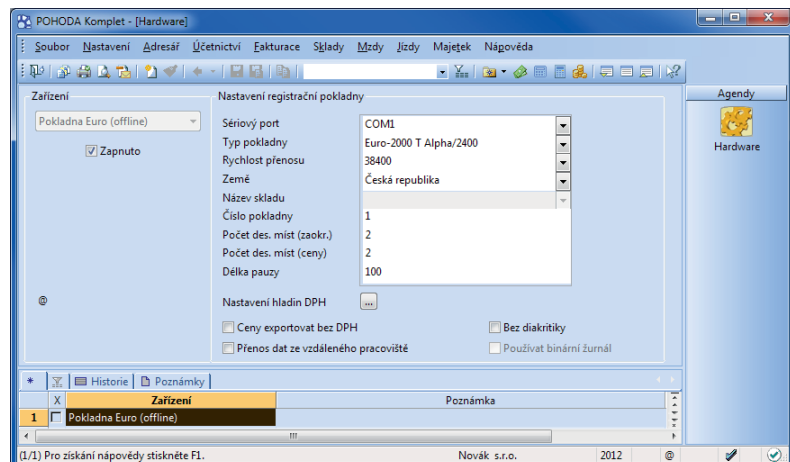 POHODA Komplet - [Hardware]
Soubor Nastavení Adresář Účetnictví Fakturace Sklady Mzdy Jízdy Majetek Nápověda
Zařízení
Pokladna Euro (offline)
Zapnuto
@
Nastavení registrační pokladny
Sériový port COM1
Typ pokladny Euro-2000 T Alpha/2400
Rychlost přenosu 38400
Země Česká republika
Název skladu
Číslo pokladny 1
Počet des. míst (zaokr.) 2
Počet des. míst (ceny) 2
Délka pauzy 100
Nastavení hladin DPH ...
Ceny exportovat bez DPH Bez diakritiky
Přenos dat ze vzdáleného pracoviště Používat binární žurnál
Agendy
Hardware
* Historie Poznámky
X Zařízení Poznámka
1 Pokladna Euro (offline)
(1/1) Pro získání nápovědy stiskněte F1. Novák s.r.o. 2012 @